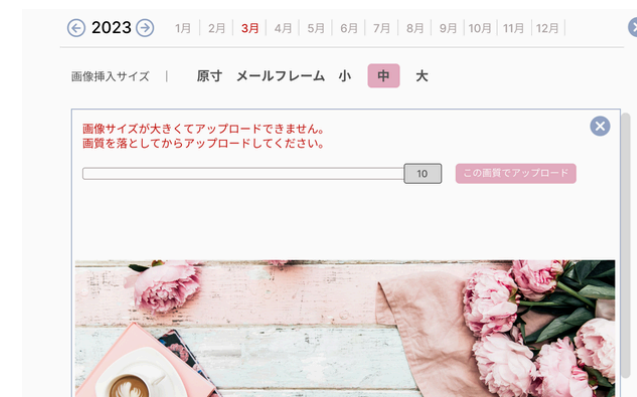 2023 1月 2月 3月 4月 5月 6月 7月 8月 9月 10月 11月 12月
画像挿入サイズ | 原寸 メールフレーム 小 中 大
画像サイズが大きくてアップロードできません。
画質を落としてからアップロードしてください。
10 この画質でアップロード